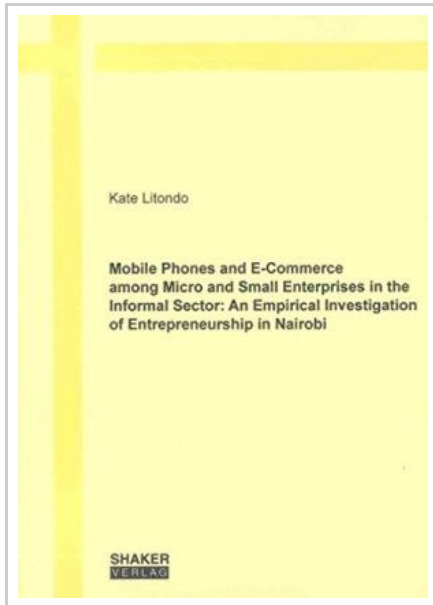 Kate Litondo
Mobile Phones and E-Commerce
among Micro and Small Enterprises in the
Informal Sector: An Empirical Investigation
of Entrepreneurship in Nairobi
SHAKER
VERLAG